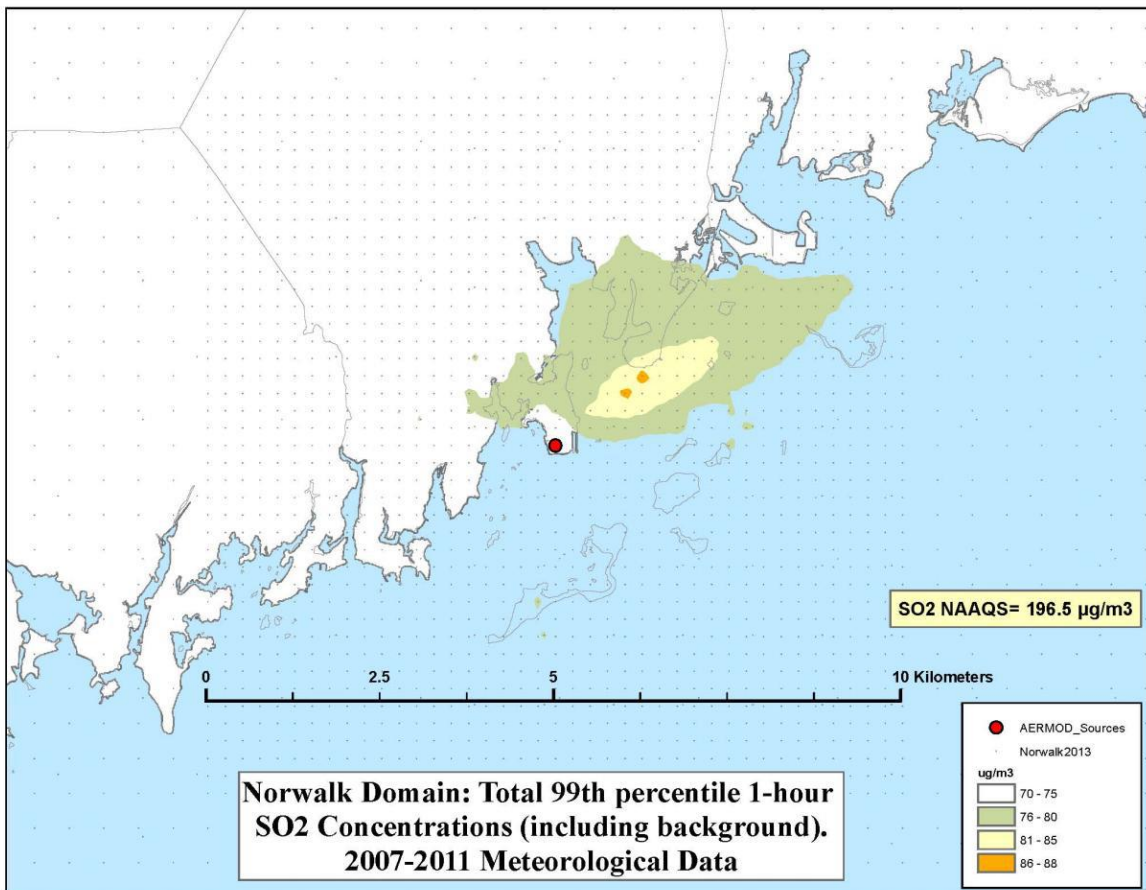 SO2 NAAQS= 196.5 µg/m3
0 2.5 5 10 Kilometers
AERMOD_Sources
Norwalk2013
ug/m3
70 - 75
76 - 80
81 - 85
86 - 88
Norwalk Domain: Total 99th percentile 1-hour
SO2 Concentrations (including background).
2007-2011 Meteorological Data